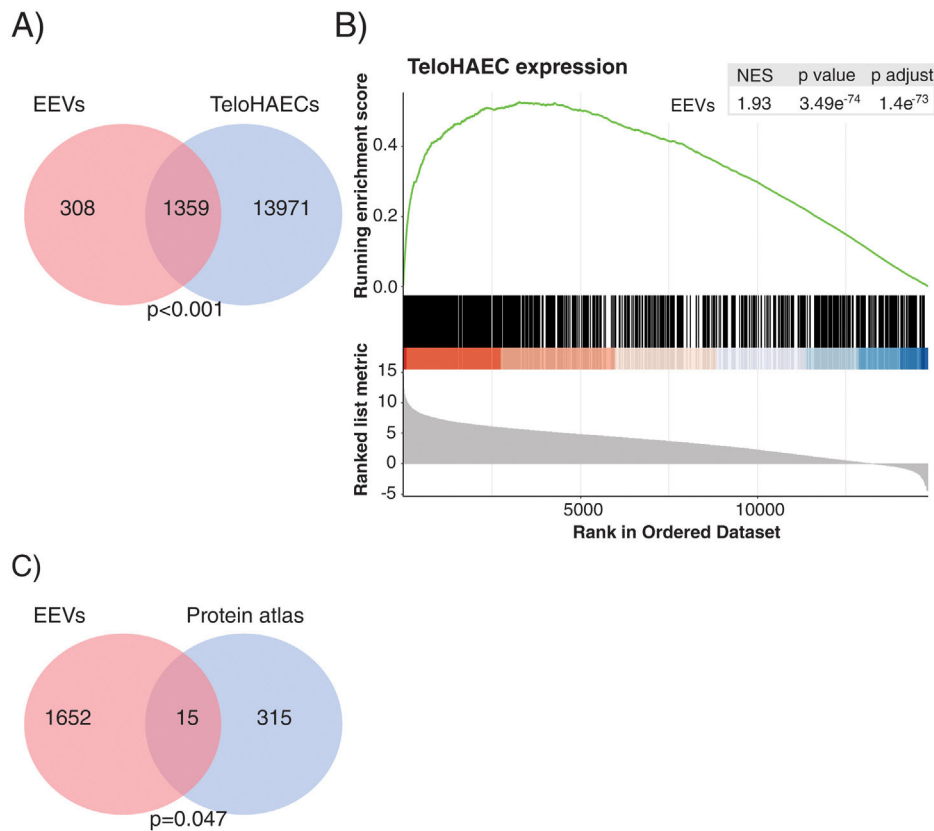 A)
EEVs TeloHAECs
308 1359 13971
p<0.001
B)
TeloHAEC expression
NES p value p adjust
EEVs 1.93 3.49e-74 1.4e-73
Running enrichment score
0.4
0.2
0.0
Ranked list metric
15
10
5
0
-5
5000 10000
Rank in Ordered Dataset
C)
EEVs Protein atlas
1652 15 315
p=0.047